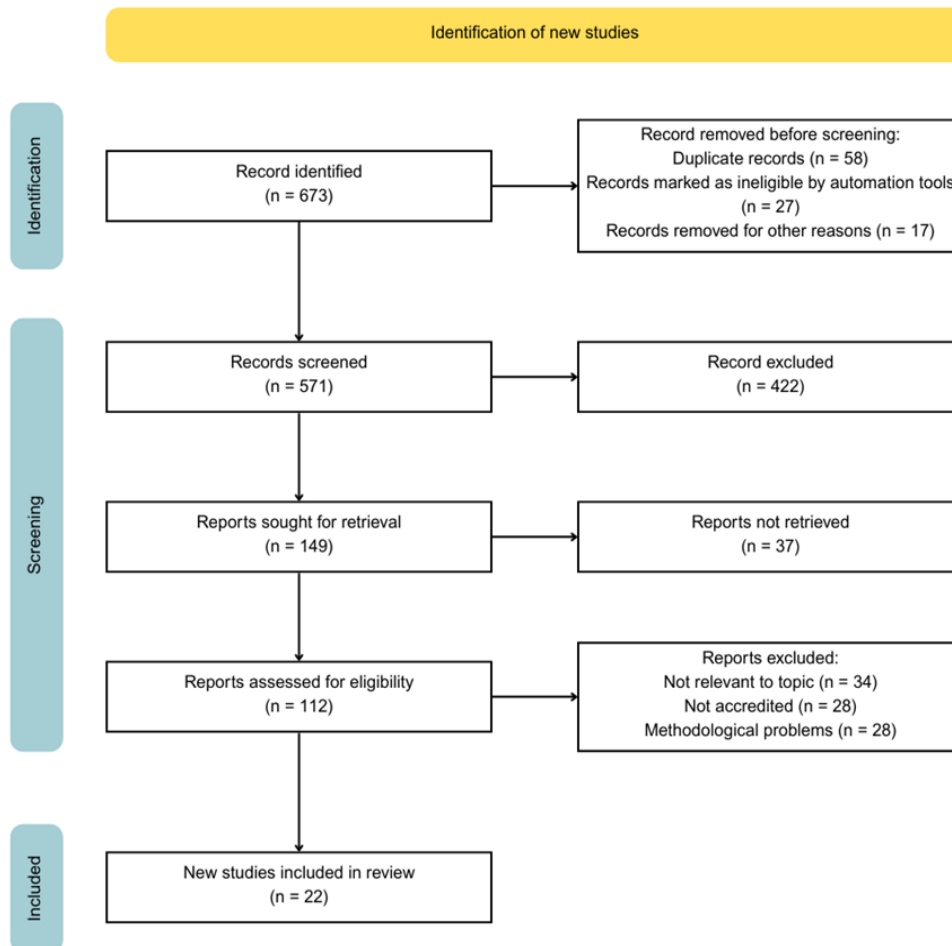 Identification of new studies
Identification
Record identified
(n = 673)
Record removed before screening:
Duplicate records (n = 58)
Records marked as ineligible by automation tools
(n = 27)
Records removed for other reasons (n = 17)
Screening
Records screened
(n = 571)
Record excluded
(n = 422)
Reports sought for retrieval
(n = 149)
Reports not retrieved
(n = 37)
Reports assessed for eligibility
(n = 112)
Reports excluded:
Not relevant to topic (n = 34)
Not accredited (n = 28)
Methodological problems (n = 28)
Included
New studies included in review
(n = 22)